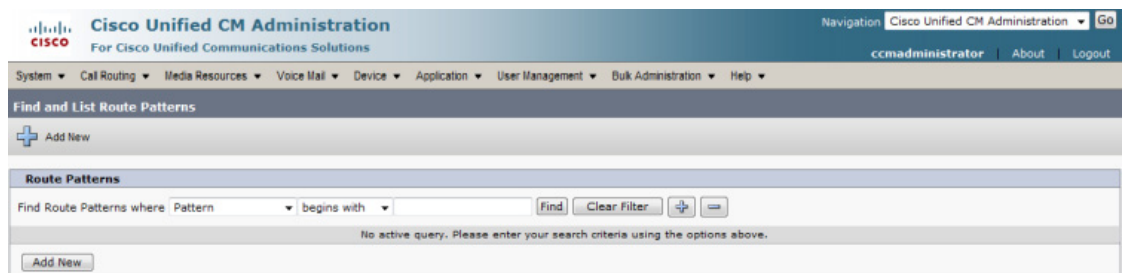 Cisco Unified CM Administration
For Cisco Unified Communications Solutions
CISCO
Navigation Cisco Unified CM Administration Go
ccmadministrator | About | Logout
System Call Routing Media Resources Voice Mail Device Application User Management Bulk Administration Help
Find and List Route Patterns
Add New
Route Patterns
Find Route Patterns where Pattern begins with Find Clear Filter
No active query. Please enter your search criteria using the options above.
Add New